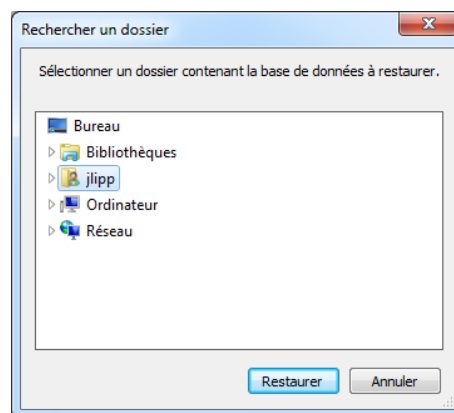 Rechercher un dossier
Sélectionner un dossier contenant la base de données à restaurer.
Bureau
Bibliothèques
jlipp
Ordinateur
Réseau
Restaurer Annuler